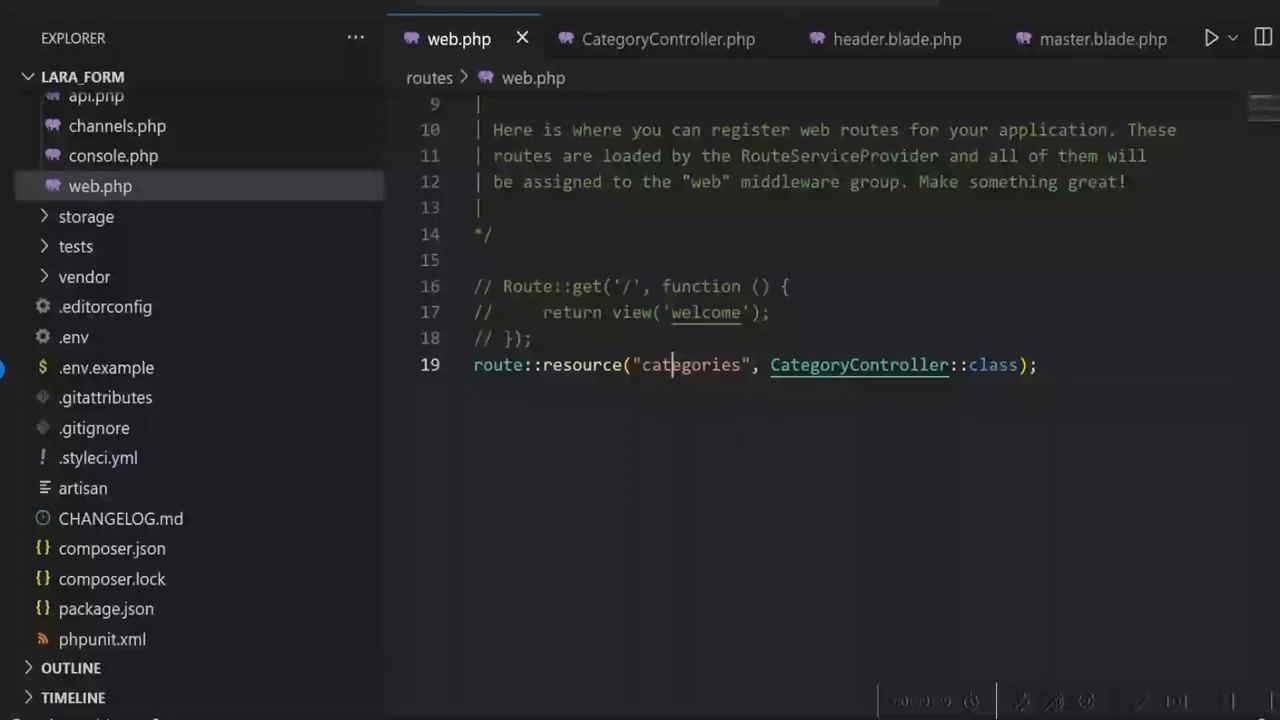 EXPLORER
LARA_FORM
api.php
channels.php
console.php
web.php
storage
tests
vendor
.editorconfig
.env
.env.example
.gitattributes
.gitignore
.styleci.yml
artisan
CHANGELOG.md
composer.json
composer.lock
package.json
phpunit.xml
OUTLINE
TIMELINE
web.php CategoryController.php header.blade.php master.blade.php
routes > web.php
9 |
10 | Here is where you can register web routes for your application. These
11 | routes are loaded by the RouteServiceProvider and all of them will
12 | be assigned to the "web" middleware group. Make something great!
13 |
14 */
15
16 // Route::get('/', function () {
17 //     return view('welcome');
18 // });
19 route::resource("categories", CategoryController::class);